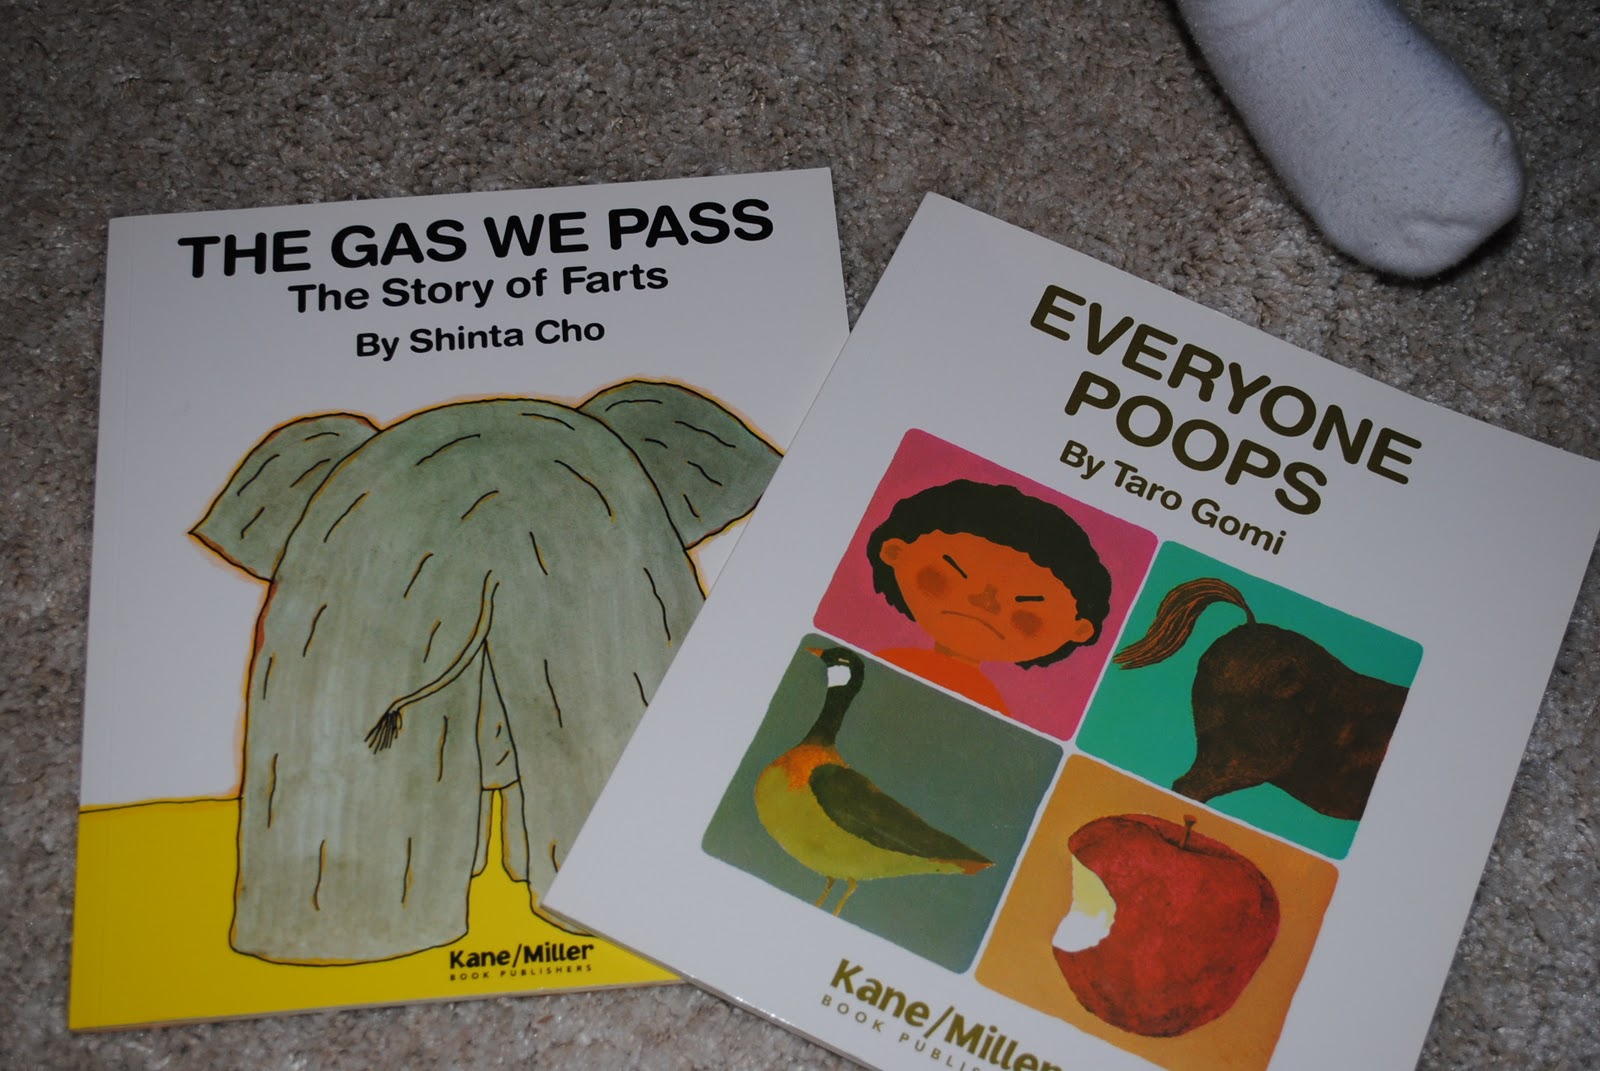 THE GAS WE PASS
The Story of Farts
By Shinta Cho
Kane/Miller
BOOK PUBLISHERS
EVERYONE
POOPS
By Taro Gomi
Kane/Miller
BOOK